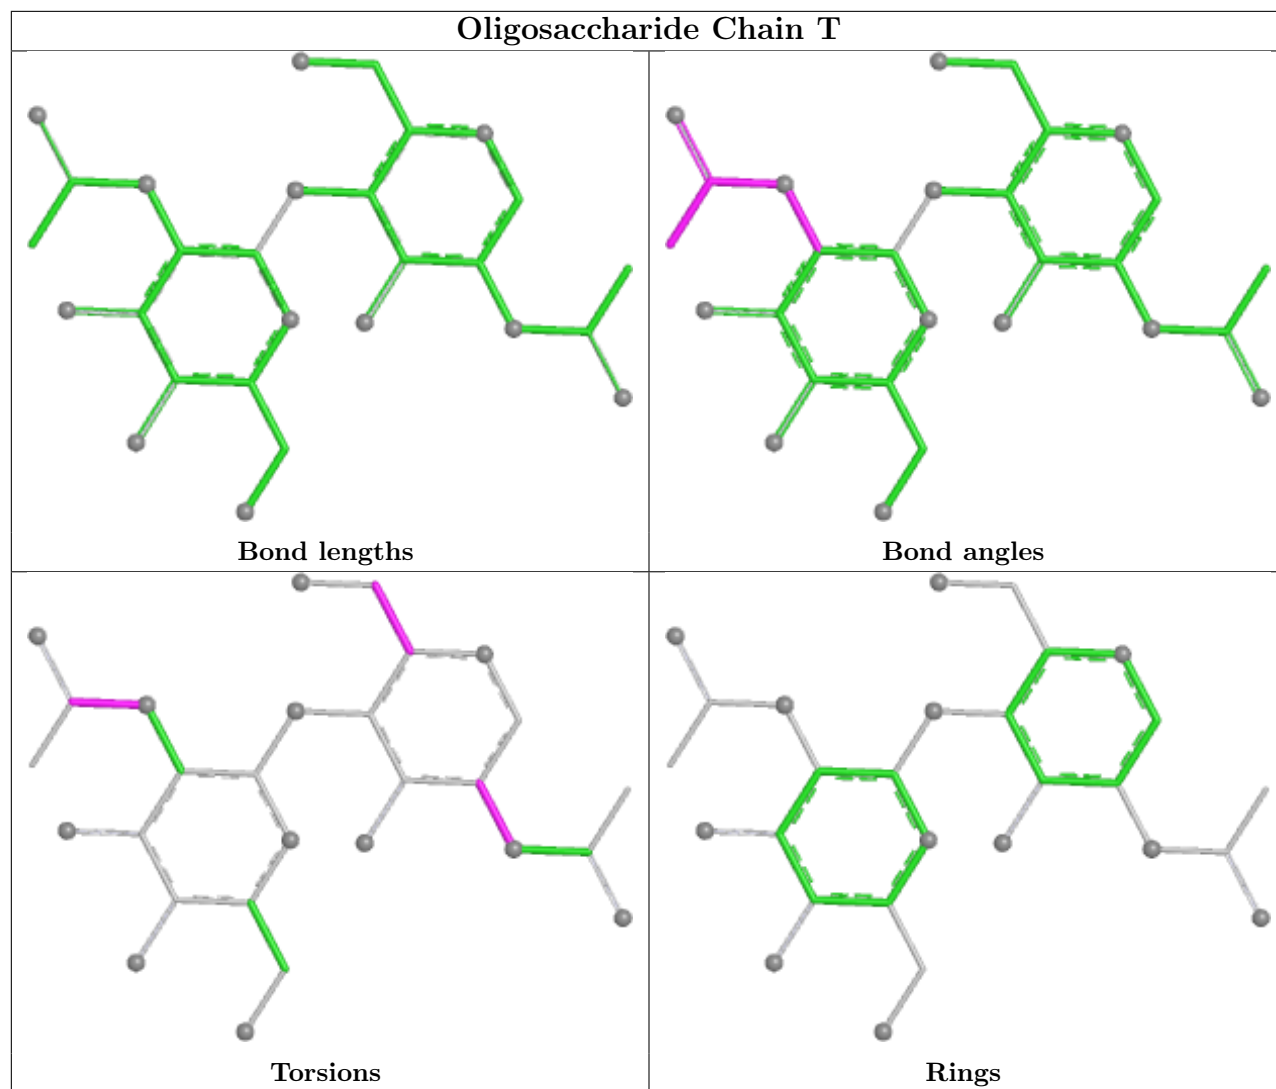 Oligosaccharide Chain T
Bond lengths
Bond angles
Torsions
Rings